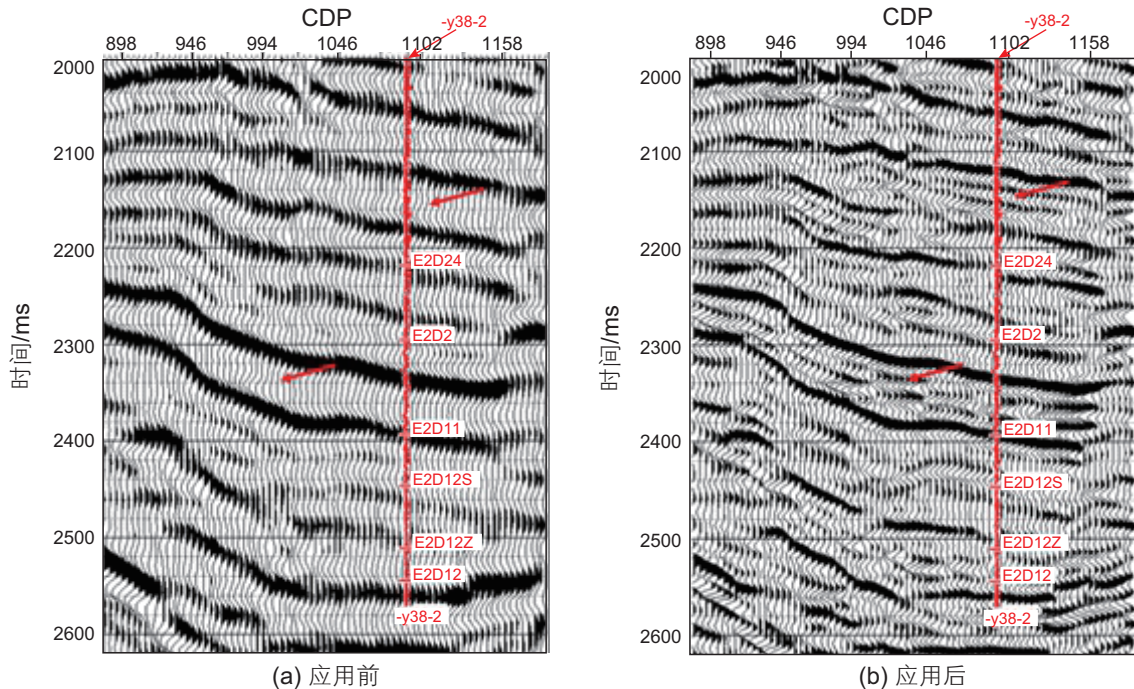 CDP
-y38-2
898 946 994 1046 1102 1158
2000
2100
2200
2300
2400
2500
2600
时间/ms
E2D24
E2D2
E2D11
E2D12S
E2D12Z
E2D12
-y38-2
(a) 应用前
CDP
-y38-2
898 946 994 1046 1102 1158
2000
2100
2200
2300
2400
2500
2600
时间/ms
E2D24
E2D2
E2D11
E2D12S
E2D12Z
E2D12
-y38-2
(b) 应用后